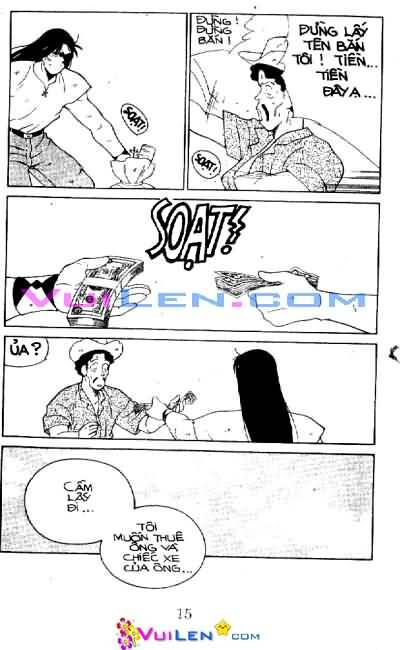 SOẠT!
ĐỪNG!
ĐỪNG
BẮN!
ĐỪNG LẤY
TÊN BẮN
TÔI! TIỀN...
TIỀN
ĐÂY Ạ...
SOẠT!
SOẠT!
VUILEN.COM
ỦA?
CẦM
LẤY
ĐI...
TÔI
MUỐN THUÊ
ÔNG VÀ
CHIẾC XE
CỦA ÔNG...
15
VUILEN.COM